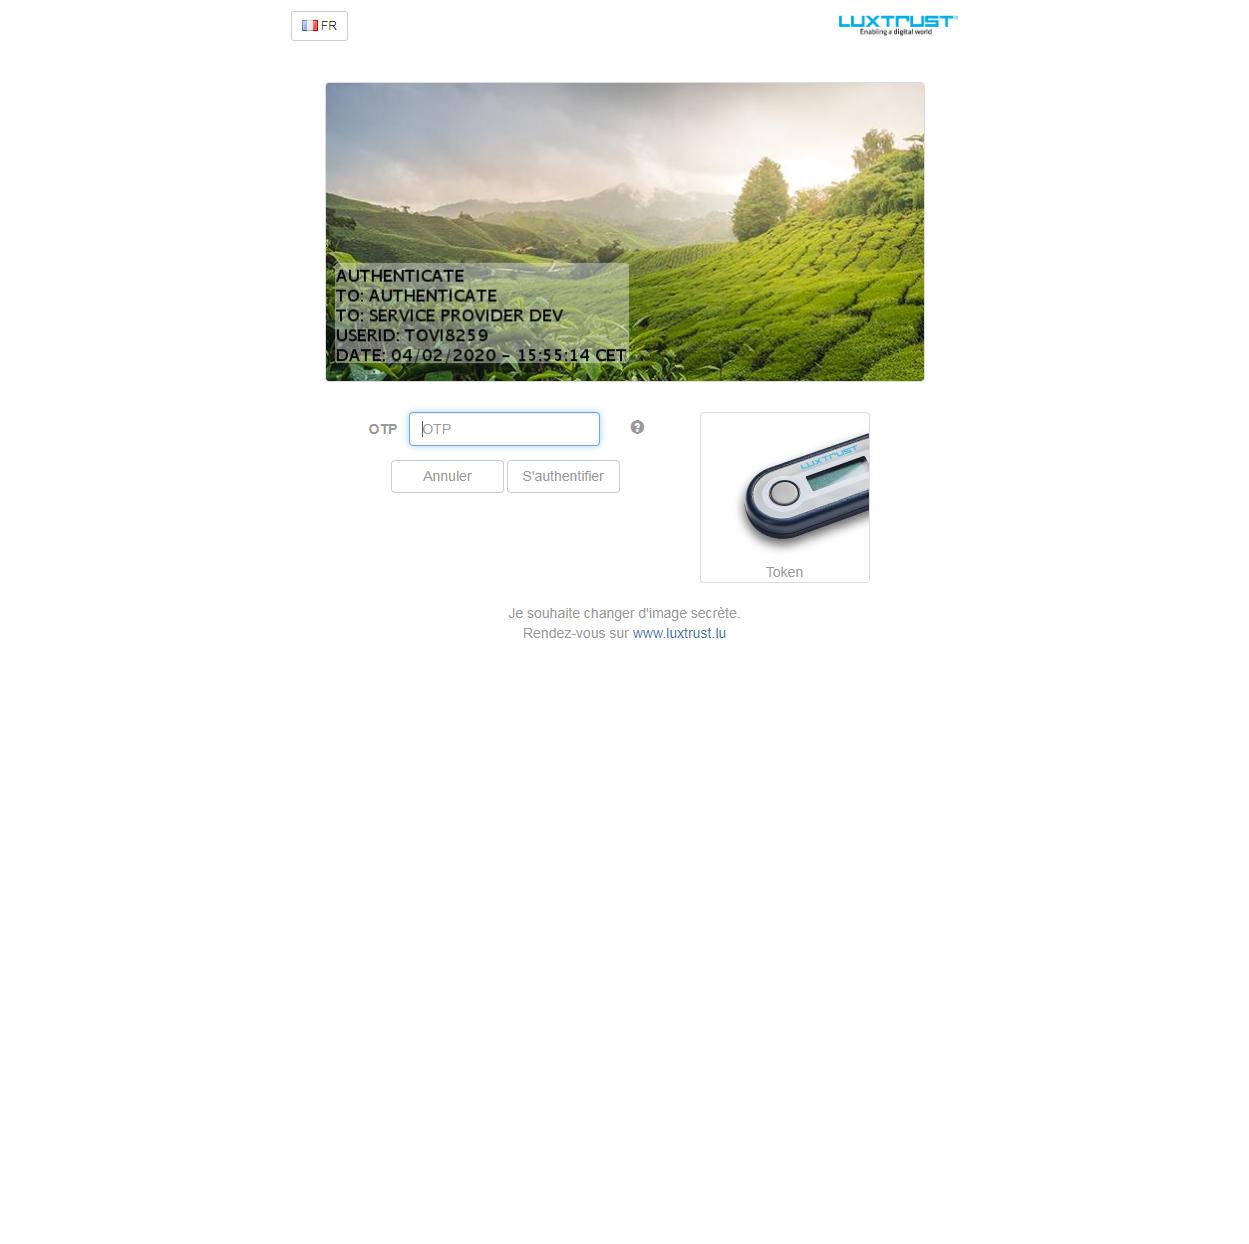 FR
LUXTRUST
Enabling a digital world
AUTHENTICATE
TO: AUTHENTICATE
TO: SERVICE PROVIDER DEV
USERID: TOVI8259
DATE: 04/02/2020 - 15:55:14 CET
OTP OTP
Annuler S'authentifier
LUXTRUST
Token
Je souhaite changer d'image secrète.
Rendez-vous sur www.luxtrust.lu